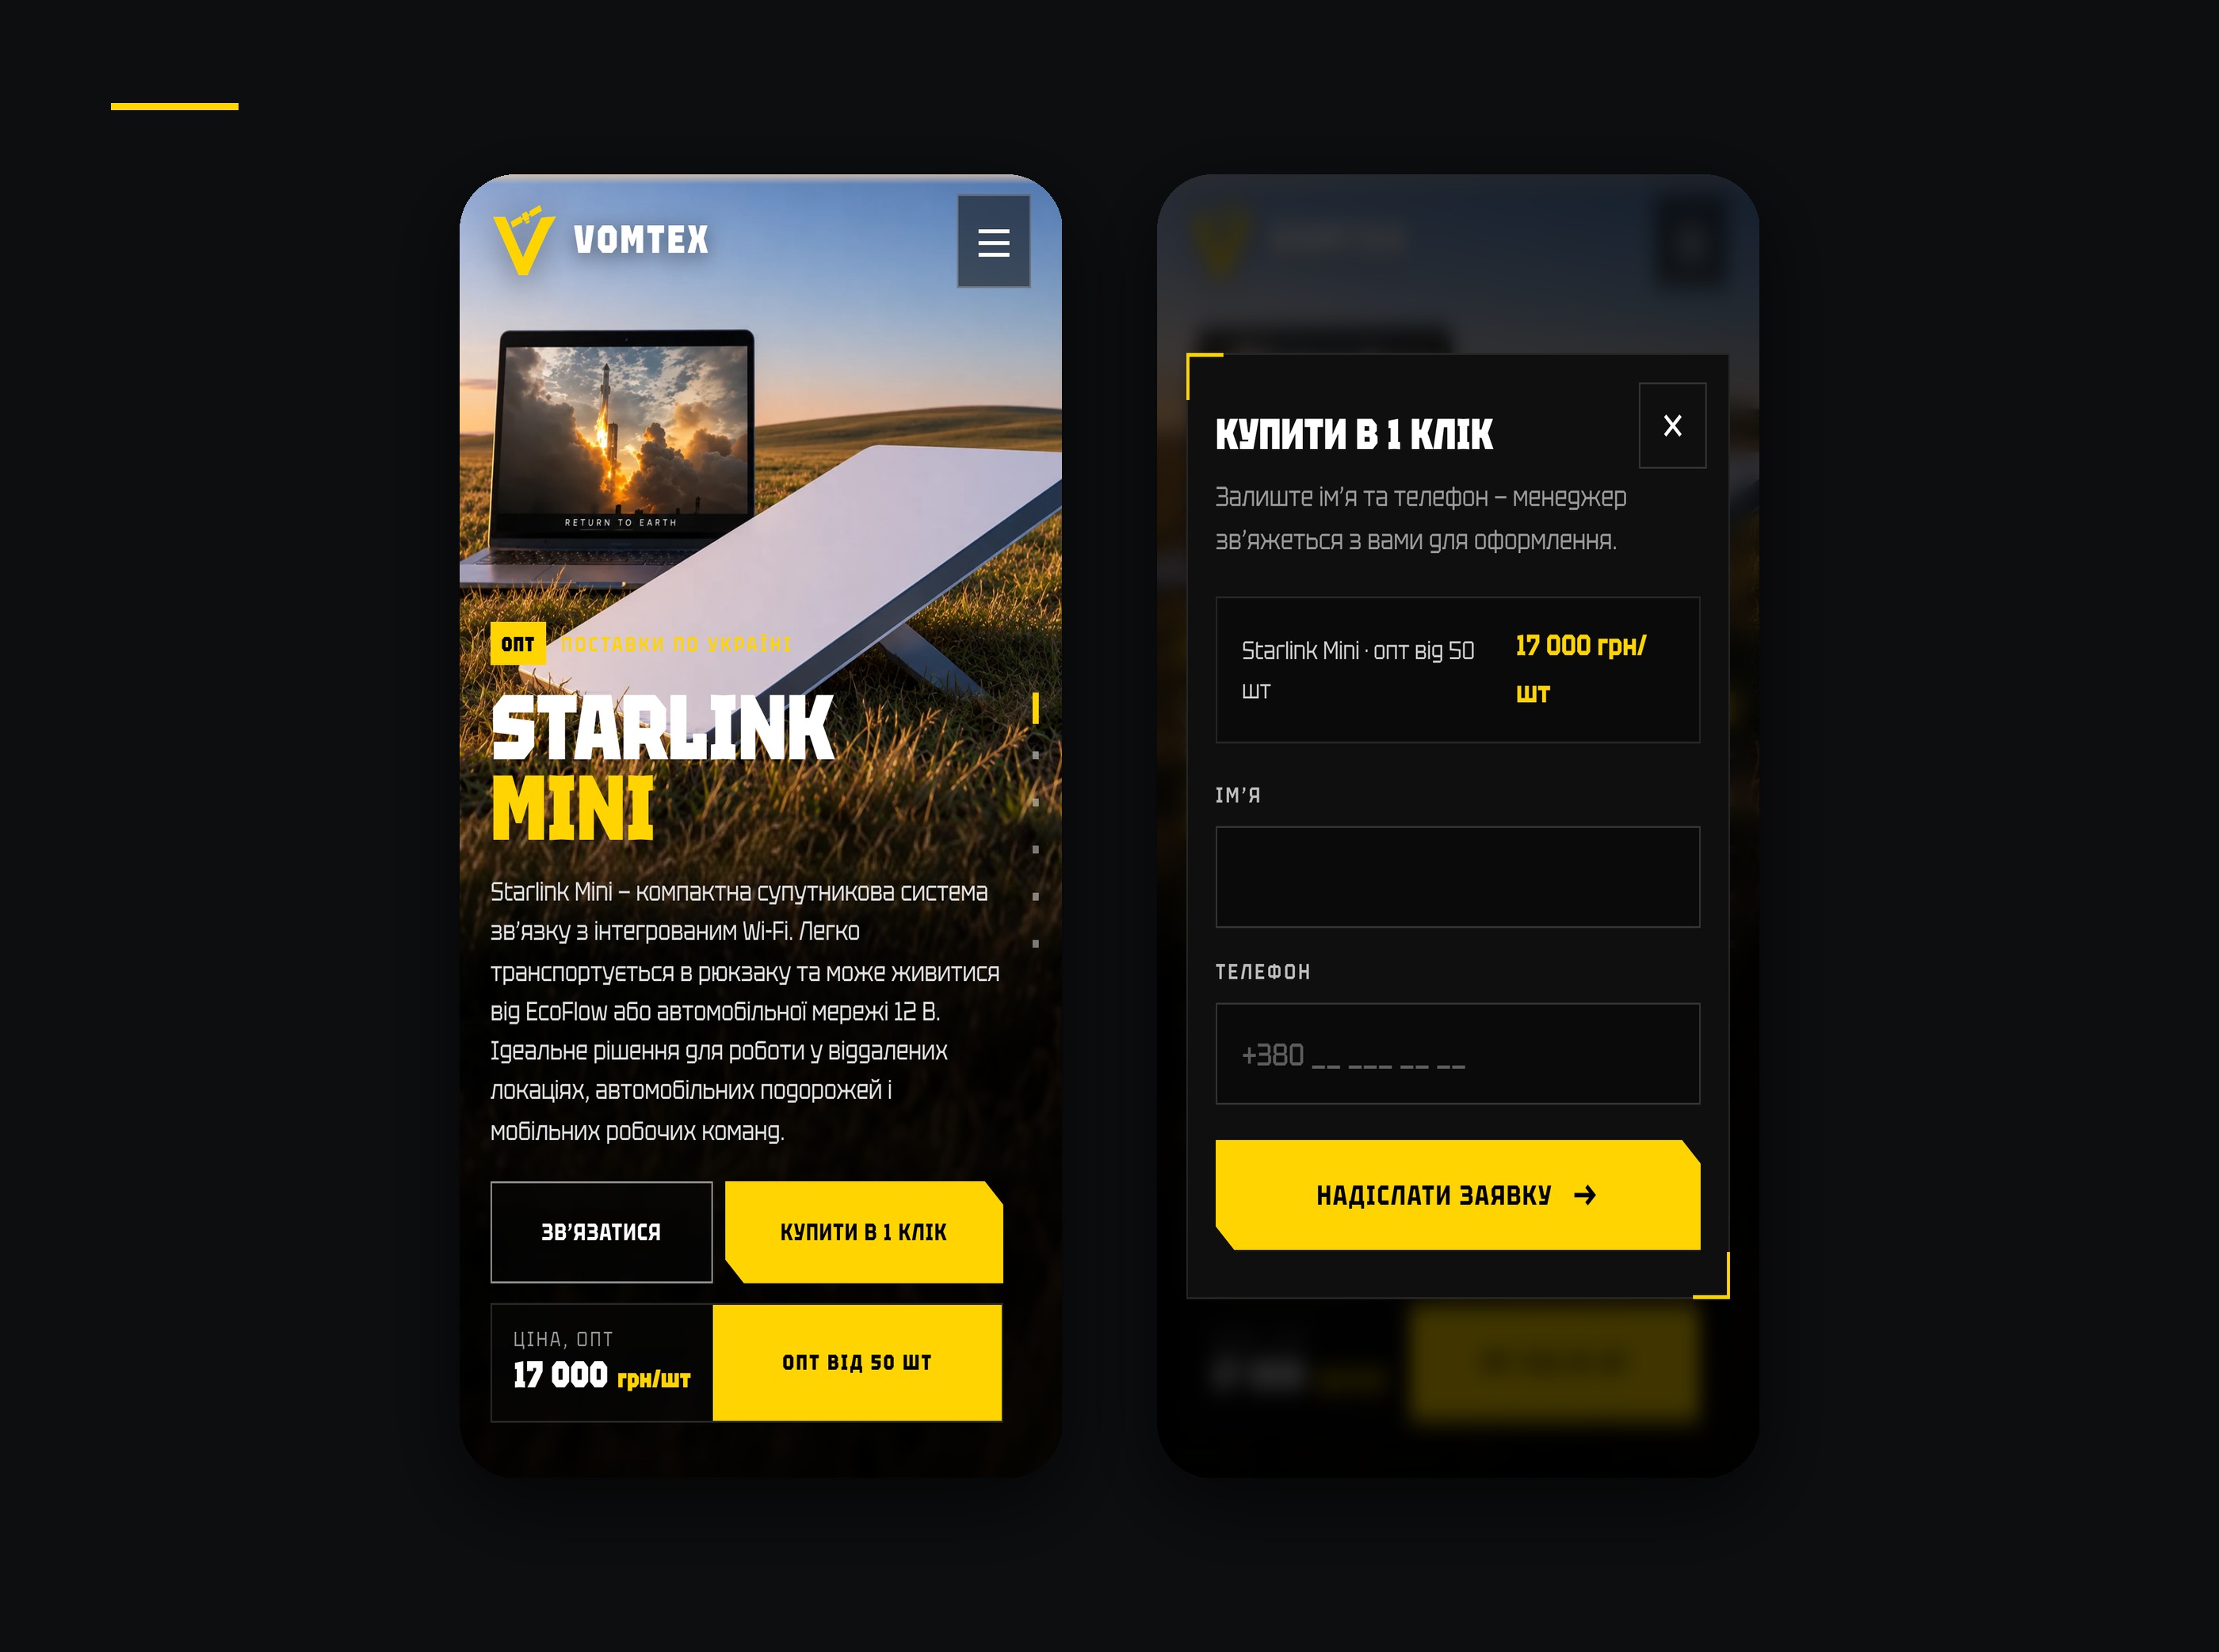 VOMTEX
RETURN TO EARTH
ОПТ ПОСТАВКИ ПО УКРАЇНІ
STARLINK
MINI
Starlink Mini – компактна супутникова система
зв’язку з інтегрованим Wi-Fi. Легко
транспортується в рюкзаку та може живитися
від EcoFlow або автомобільної мережі 12 В.
Ідеальне рішення для роботи у віддалених
локаціях, автомобільних подорожей і
мобільних робочих команд.
ЗВ’ЯЗАТИСЯ
КУПИТИ В 1 КЛІК
ЦІНА, ОПТ
17 000 грн/шт
ОПТ ВІД 50 ШТ
КУПИТИ В 1 КЛІК
Залиште ім’я та телефон – менеджер
зв’яжеться з вами для оформлення.
Starlink Mini · опт від 50
шт
17 000 грн/
шт
ІМ’Я
ТЕЛЕФОН
+380 __ ___ __ __
НАДІСЛАТИ ЗАЯВКУ →